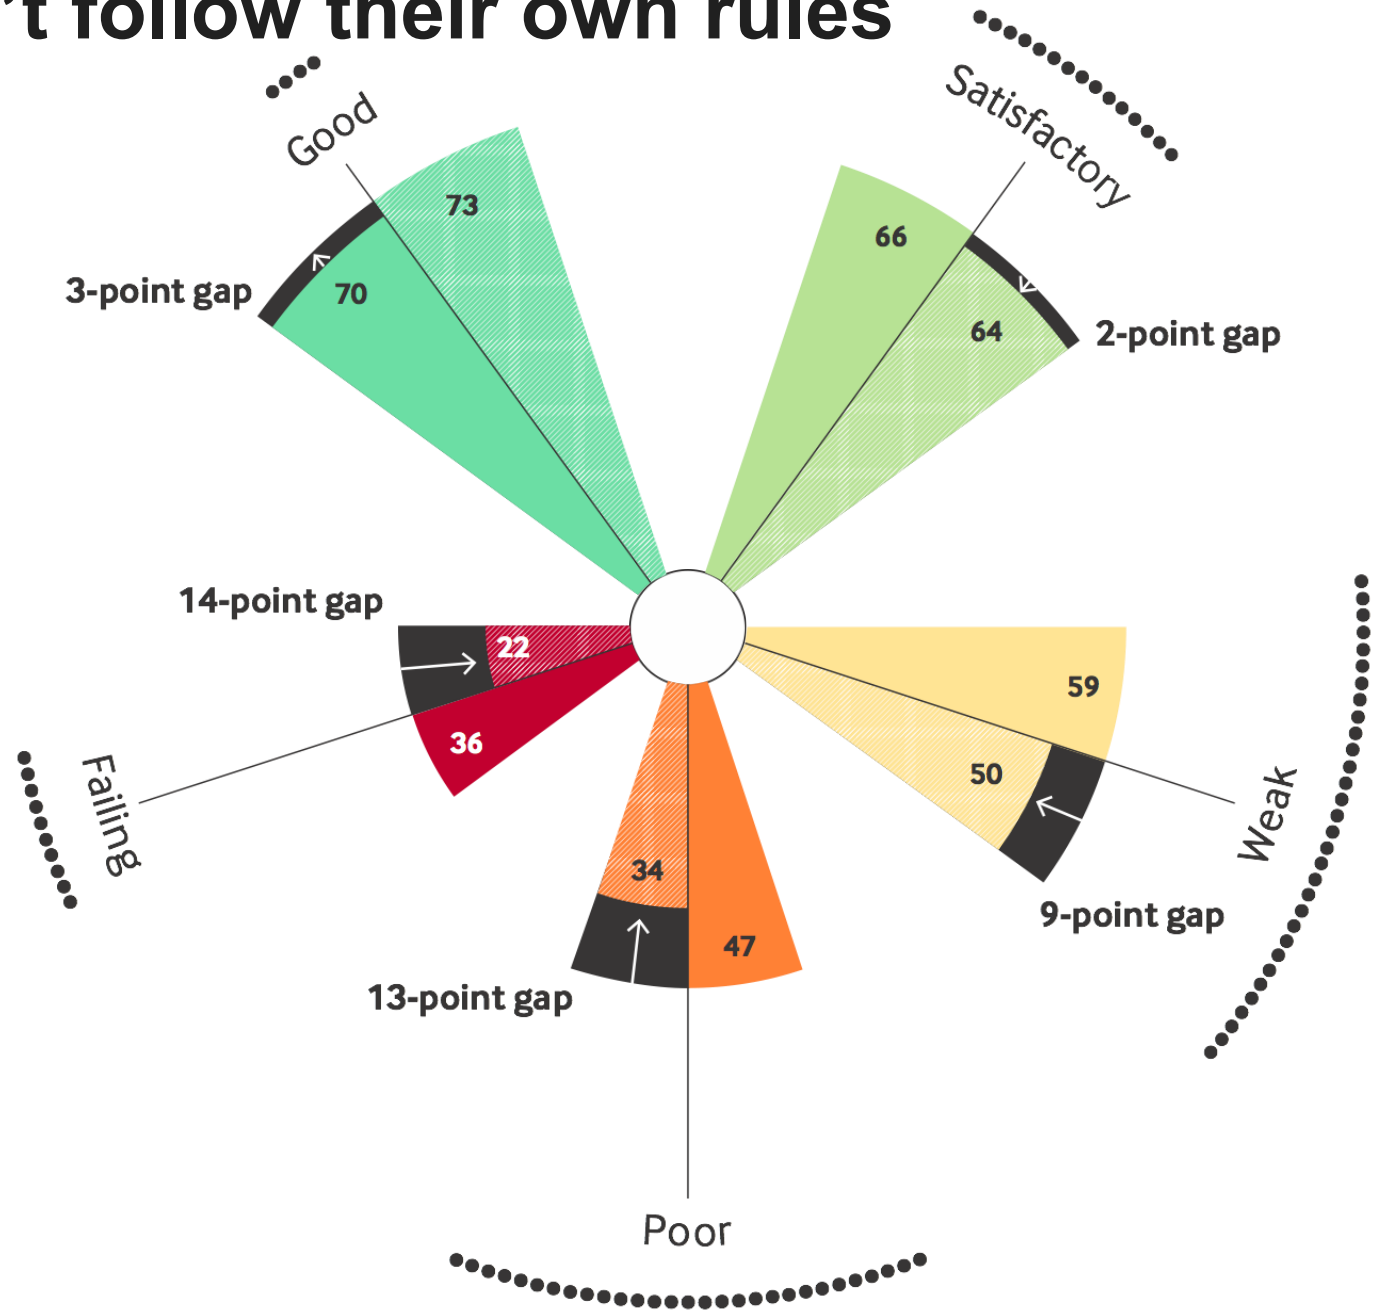 't follow their own rules
Good
Satisfactory
73
66
3-point gap
70
64
2-point gap
14-point gap
22
59
36
50
Failing
Weak
34
9-point gap
47
13-point gap
Poor